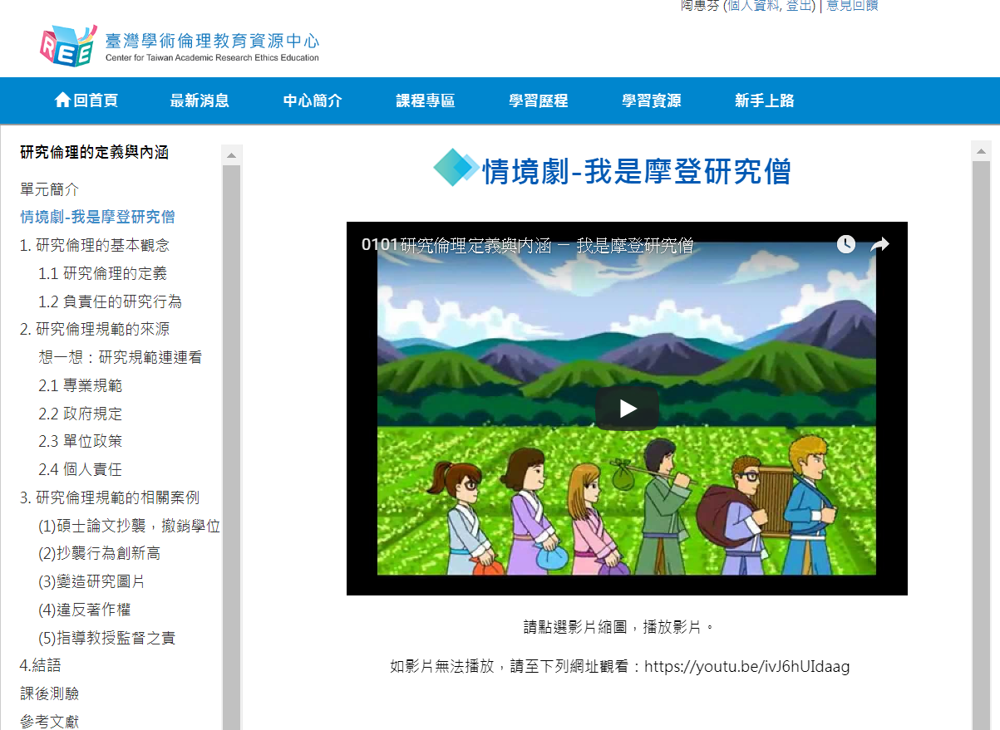 陶惠芬 (個人資料, 登出) | 意見回饋
REE
臺灣學術倫理教育資源中心
Center for Taiwan Academic Research Ethics Education
回首頁 最新消息 中心簡介 課程專區 學習歷程 學習資源 新手上路
研究倫理的定義與內涵
單元簡介
情境劇-我是摩登研究僧
1. 研究倫理的基本觀念
1.1 研究倫理的定義
1.2 負責任的研究行為
2. 研究倫理規範的來源
想一想：研究規範連連看
2.1 專業規範
2.2 政府規定
2.3 單位政策
2.4 個人責任
3. 研究倫理規範的相關案例
(1)碩士論文抄襲，撤銷學位
(2)抄襲行為創新高
(3)變造研究圖片
(4)違反著作權
(5)指導教授監督之責
4.結語
課後測驗
參考文獻
情境劇-我是摩登研究僧
0101研究倫理定義與內涵 － 我是摩登研究僧
請點選影片縮圖，播放影片。
如影片無法播放，請至下列網址觀看：https://youtu.be/ivJ6hUIdaag